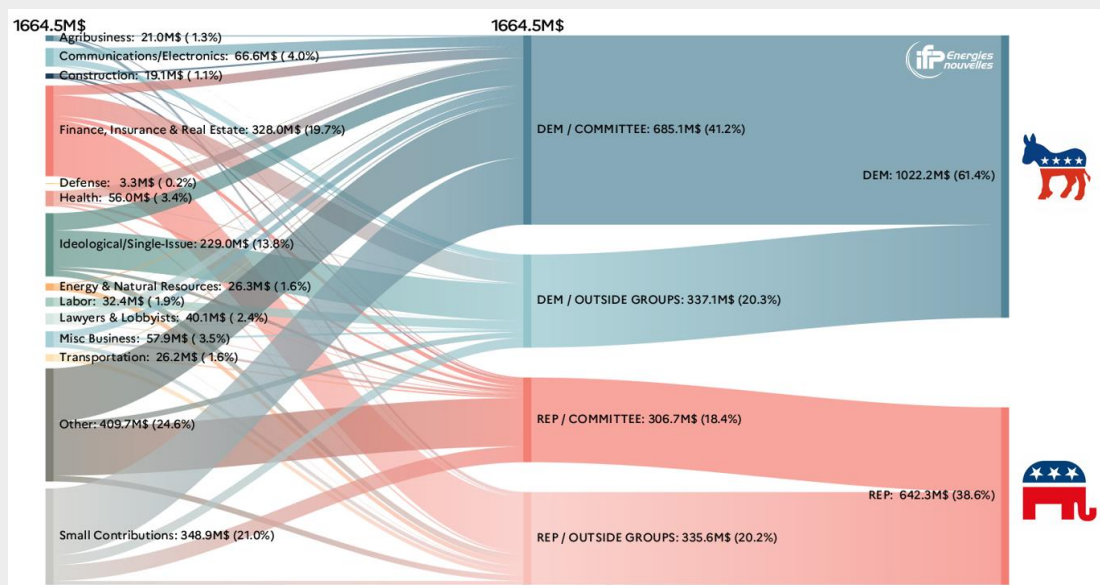 1664.5M$
1664.5M$
Agribusiness: 21.0M$ ( 1.3%)
Communications/Electronics: 66.6M$ ( 4.0%)
Construction: 19.1M$ ( 1.1%)
Finance, Insurance & Real Estate: 328.0M$ (19.7%)
Defense: 3.3M$ ( 0.2%)
Health: 56.0M$ ( 3.4%)
Ideological/Single-Issue: 229.0M$ (13.8%)
Energy & Natural Resources: 26.3M$ ( 1.6%)
Labor: 32.4M$ ( 1.9%)
Lawyers & Lobbyists: 40.1M$ ( 2.4%)
Misc Business: 57.9M$ ( 3.5%)
Transportation: 26.2M$ ( 1.6%)
Other: 409.7M$ (24.6%)
Small Contributions: 348.9M$ (21.0%)
DEM / COMMITTEE: 685.1M$ (41.2%)
DEM / OUTSIDE GROUPS: 337.1M$ (20.3%)
REP / COMMITTEE: 306.7M$ (18.4%)
REP / OUTSIDE GROUPS: 335.6M$ (20.2%)
ifp Energies
nouvelles
DEM: 1022.2M$ (61.4%)
REP: 642.3M$ (38.6%)